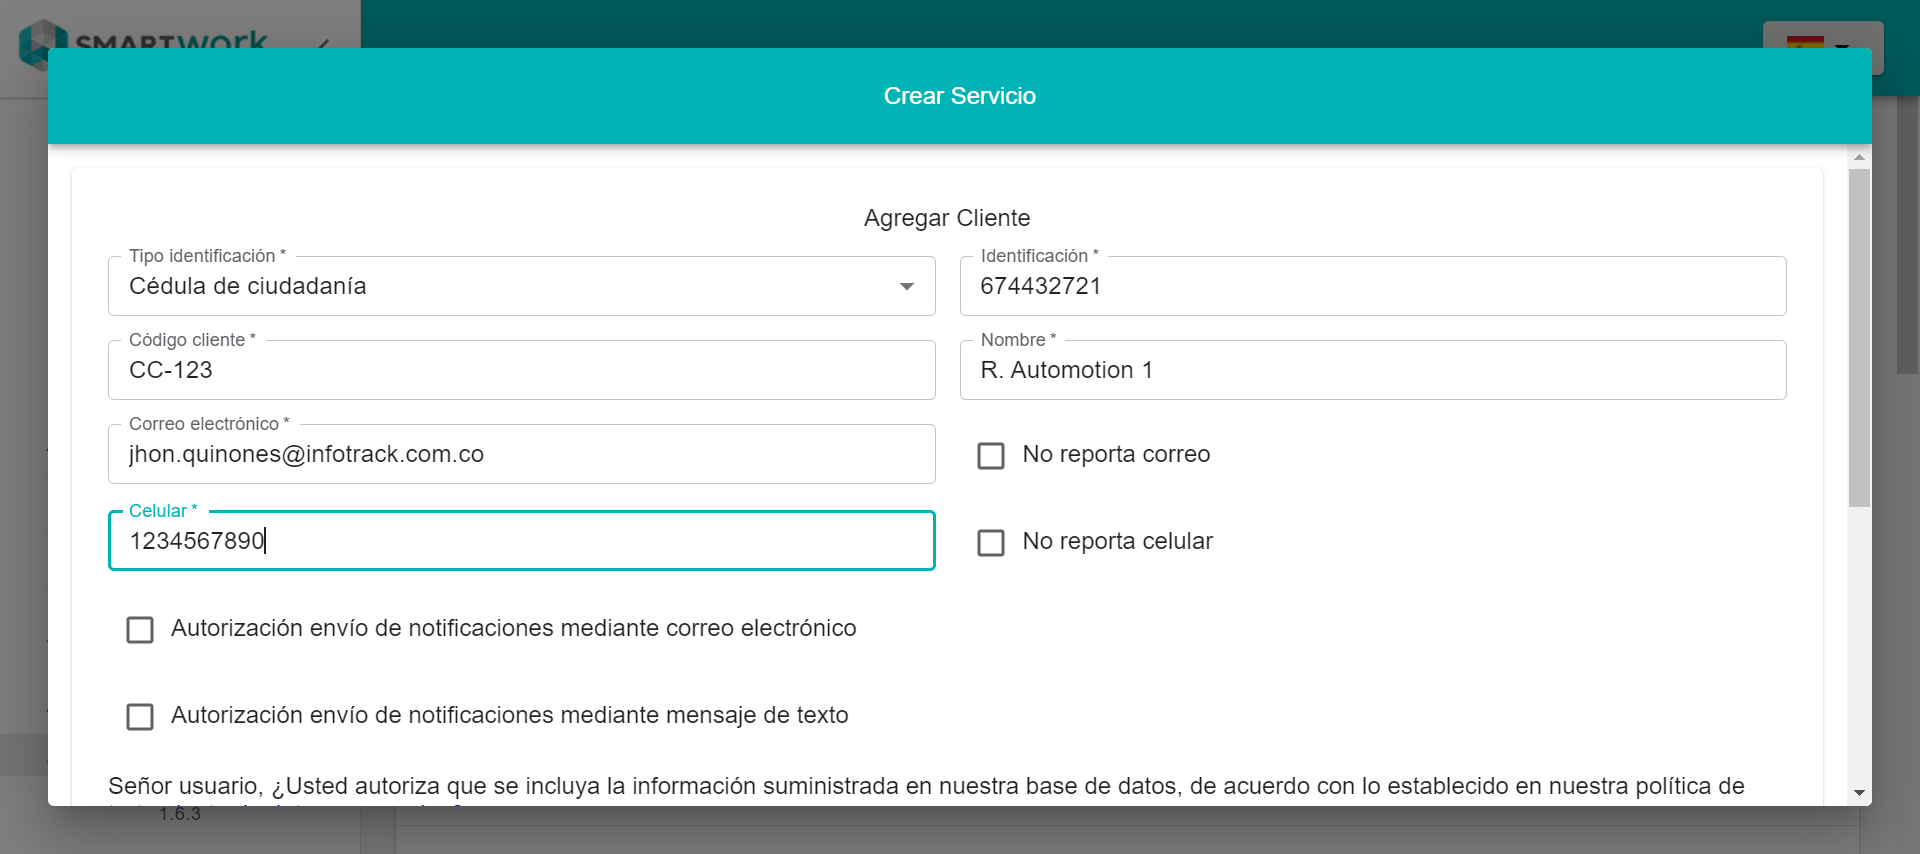 SMARTWORK
Crear Servicio
Agregar Cliente
Tipo identificación *
Cédula de ciudadanía
Identificación *
674432721
Código cliente *
CC-123
Nombre *
R. Automotion 1
Correo electrónico *
jhon.quinones@infotrack.com.co
No reporta correo
Celular *
1234567890
No reporta celular
Autorización envío de notificaciones mediante correo electrónico
Autorización envío de notificaciones mediante mensaje de texto
Señor usuario, ¿Usted autoriza que se incluya la información suministrada en nuestra base de datos, de acuerdo con lo establecido en nuestra política de
1.6.3